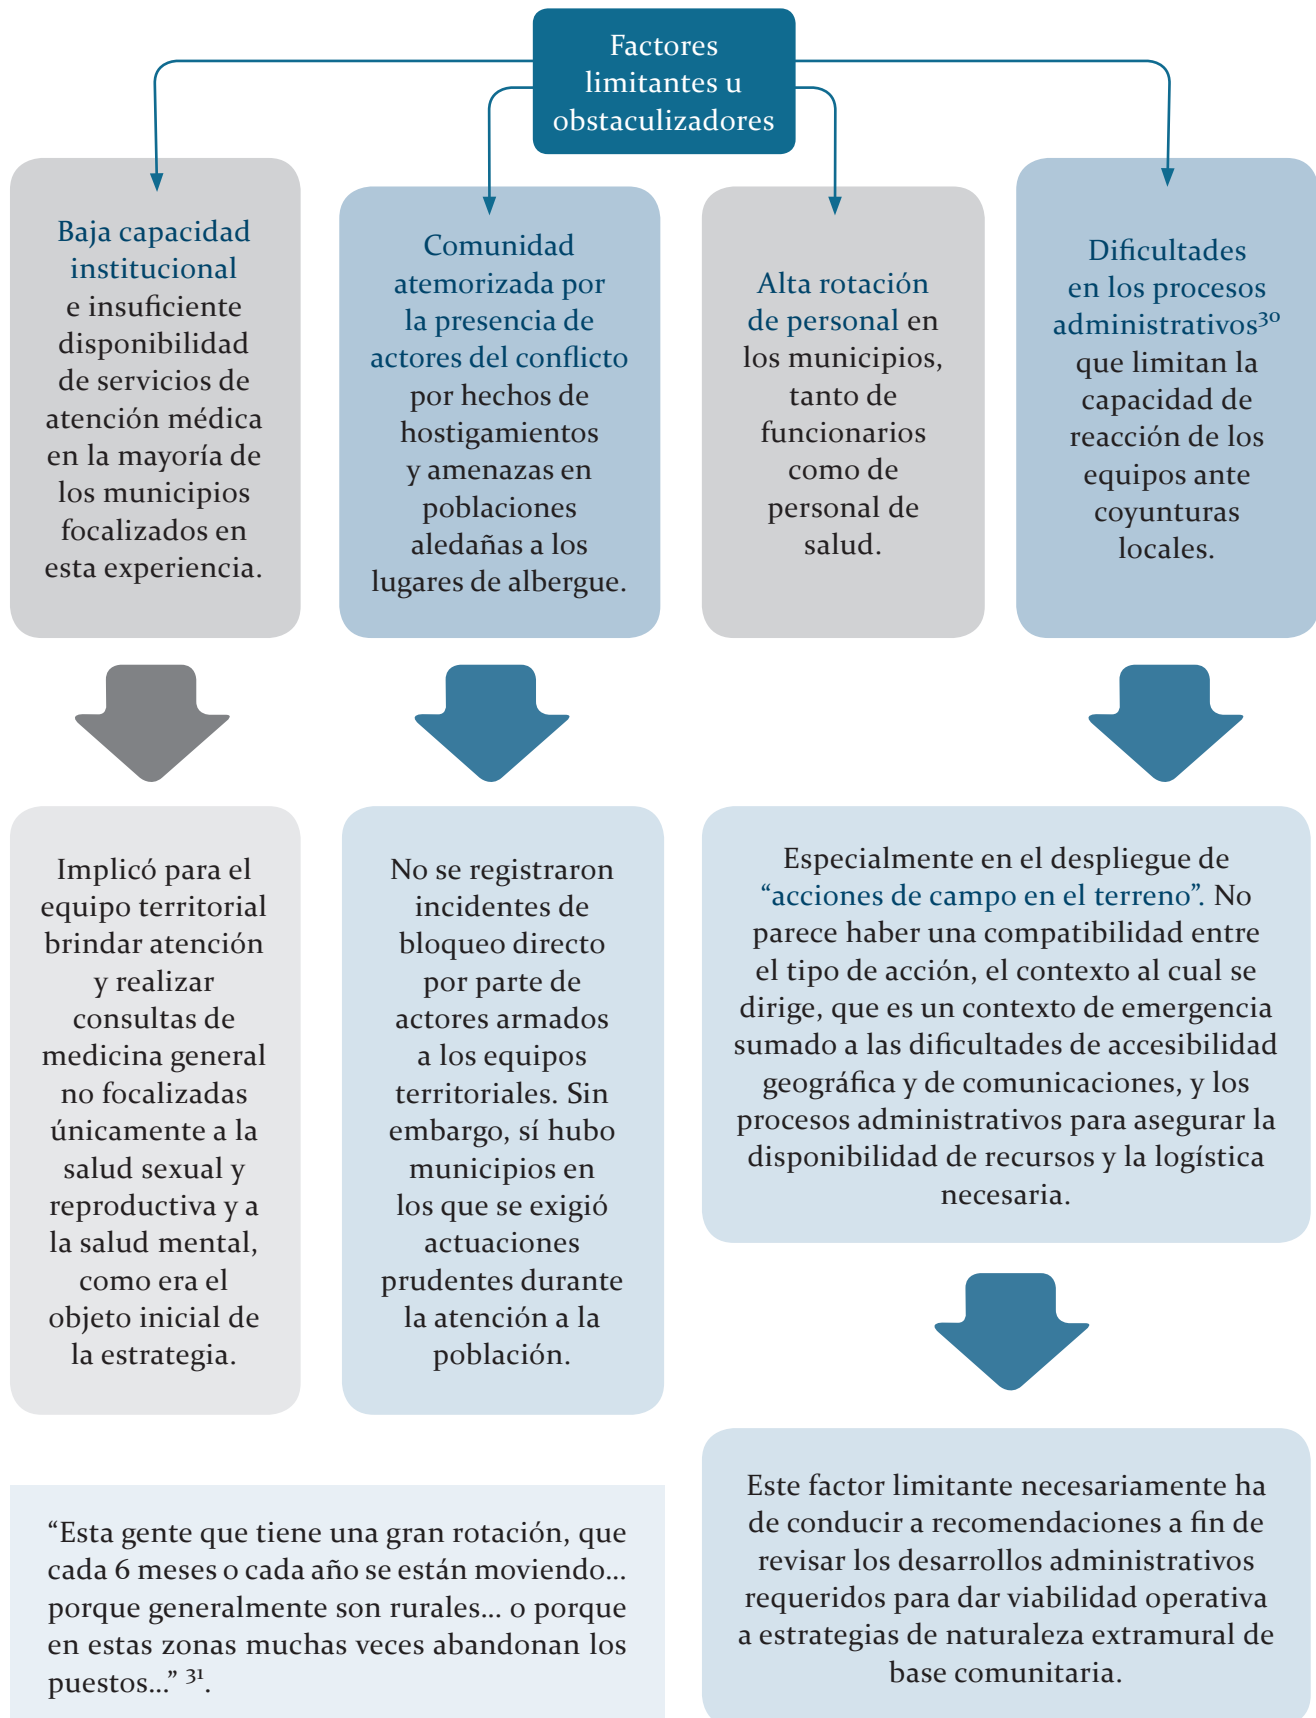 Factores
limitantes u
obstaculizadores
Baja capacidad
institucional
e insuficiente
disponibilidad
de servicios de
atención médica
en la mayoría de
los municipios
focalizados en
esta experiencia.
Comunidad
atemorizada por
la presencia de
actores del conflicto
por hechos de
hostigamientos
y amenazas en
poblaciones
aledañas a los
lugares de albergue.
Alta rotación
de personal en
los municipios,
tanto de
funcionarios
como de
personal de
salud.
Dificultades
en los procesos
administrativos³⁰
que limitan la
capacidad de
reacción de los
equipos ante
coyunturas
locales.
Implicó para el
equipo territorial
brindar atención
y realizar
consultas de
medicina general
no focalizadas
únicamente a la
salud sexual y
reproductiva y a
la salud mental,
como era el
objeto inicial de
la estrategia.
No se registraron
incidentes de
bloqueo directo
por parte de
actores armados
a los equipos
territoriales. Sin
embargo, sí hubo
municipios en
los que se exigió
actuaciones
prudentes durante
la atención a la
población.
Especialmente en el despliegue de
“acciones de campo en el terreno”. No
parece haber una compatibilidad entre
el tipo de acción, el contexto al cual se
dirige, que es un contexto de emergencia
sumado a las dificultades de accesibilidad
geográfica y de comunicaciones, y los
procesos administrativos para asegurar la
disponibilidad de recursos y la logística
necesaria.
Este factor limitante necesariamente ha
de conducir a recomendaciones a fin de
revisar los desarrollos administrativos
requeridos para dar viabilidad operativa
a estrategias de naturaleza extramural de
base comunitaria.
“Esta gente que tiene una gran rotación, que
cada 6 meses o cada año se están moviendo...
porque generalmente son rurales... o porque
en estas zonas muchas veces abandonan los
puestos...” ³¹.